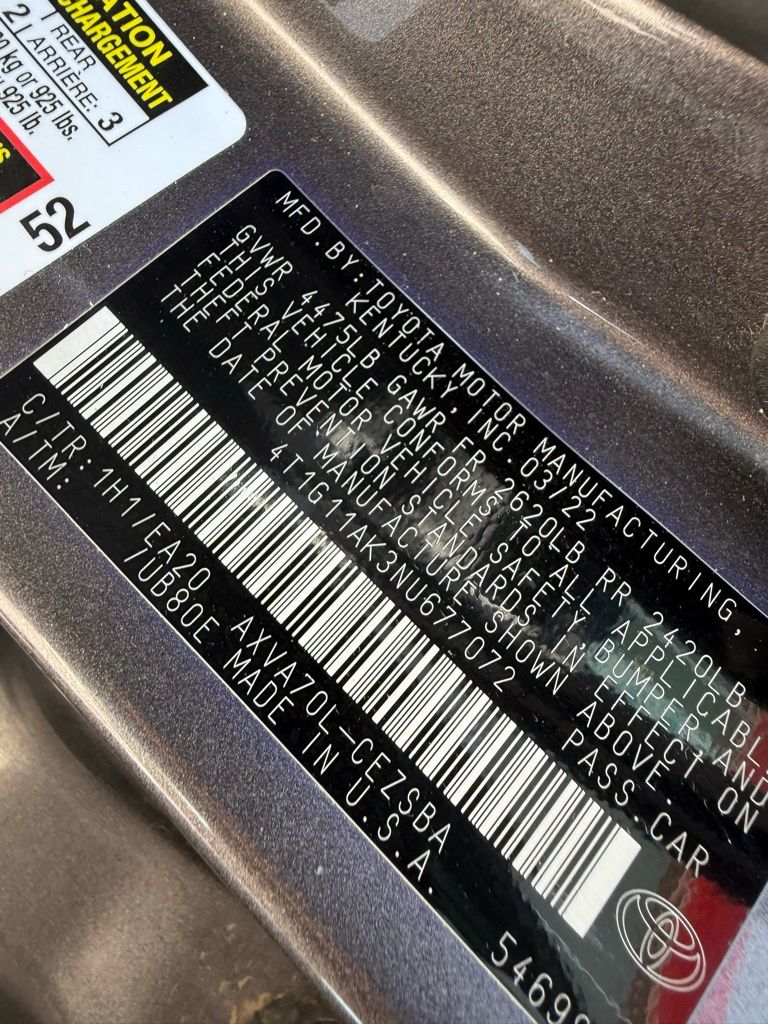 ATION
CHARGEMENT
2 REAR 3
ARRIÈRE:
kg or 925 lbs.
925 lb.
52
MFD. BY: TOYOTA MOTOR MANUFACTURING,
KENTUCKY, INC 03/22
GVWR 4475LB GAWR FR 2620LB RR 2420LB
THIS VEHICLE CONFORMS TO ALL APPLICABL
FEDERAL MOTOR VEHICLE SAFETY, BUMPER AND
THEFT PREVENTION STANDARDS IN EFFECT ON
THE DATE OF MANUFACTURE SHOWN ABOVE.
4T1G11AK3NU677072 PASS.CAR
C/TR: 1H17EA20 AXVA70L-CEZSBA
A/TM: /UB80E MADE IN U.S.A.
5469